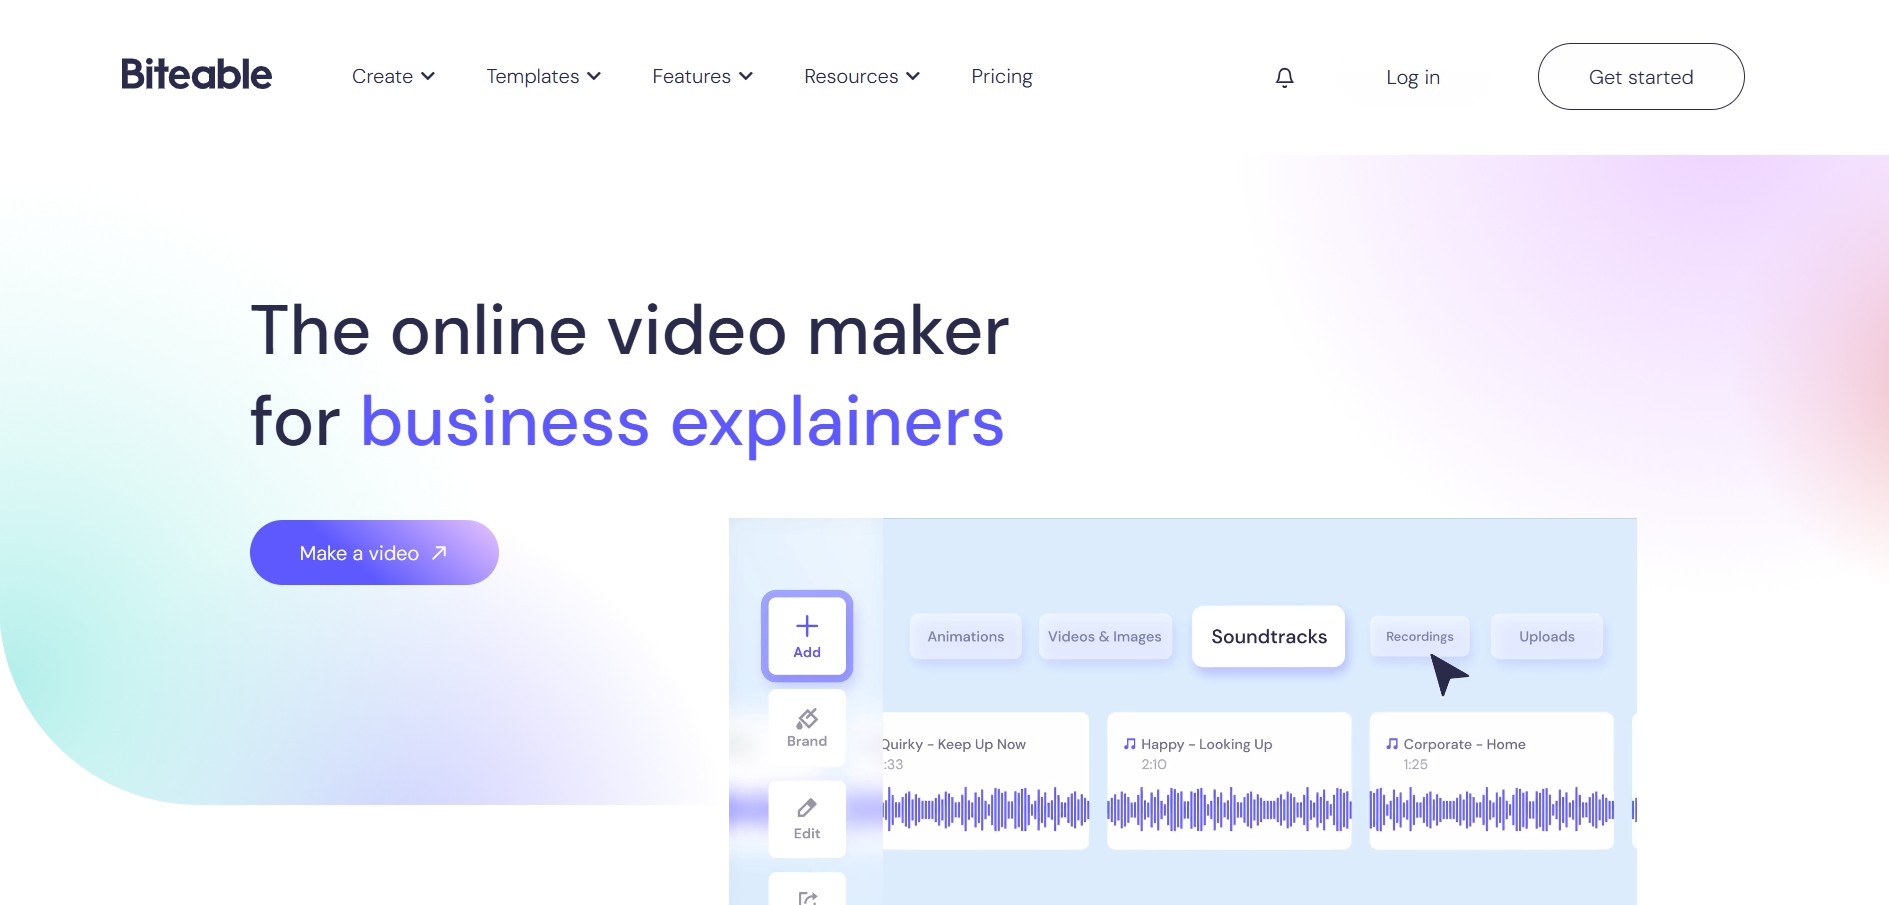 Biteable
Create
Templates
Features
Resources
Pricing
Log in
Get started
The online video maker
for business explainers
Make a video
Add
Brand
Edit
Animations
Videos & Images
Soundtracks
Recordings
Uploads
Quirky - Keep Up Now
:33
Happy - Looking Up
2:10
Corporate - Home
1:25